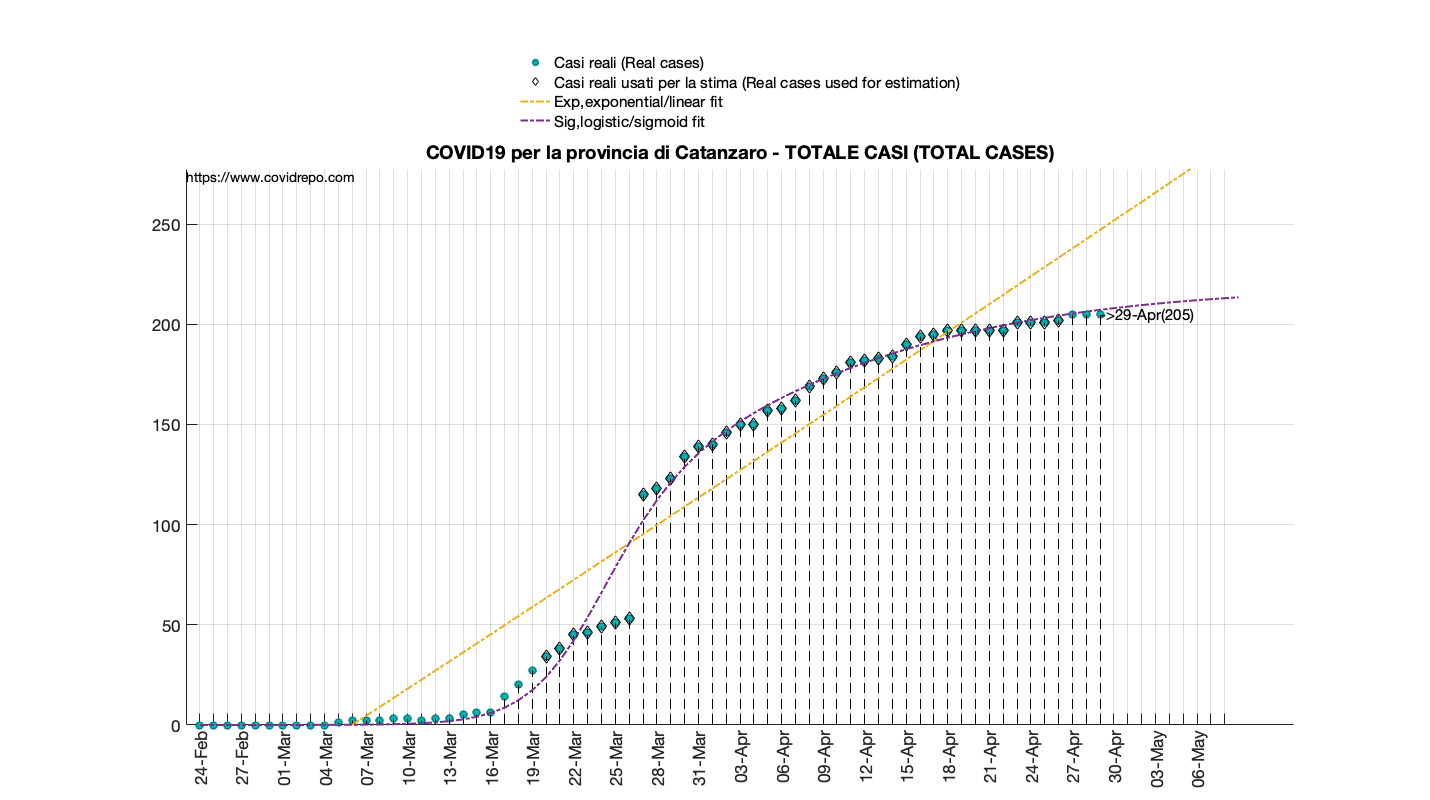 Casi reali (Real cases)
Casi reali usati per la stima (Real cases used for estimation)
Exp,exponential/linear fit
Sig,logistic/sigmoid fit
COVID19 per la provincia di Catanzaro - TOTALE CASI (TOTAL CASES)
https://www.covidrepo.com
250
200
>29-Apr(205)
150
100
50
0
24-Feb
27-Feb
01-Mar
04-Mar
07-Mar
10-Mar
13-Mar
16-Mar
19-Mar
22-Mar
25-Mar
28-Mar
31-Mar
03-Apr
06-Apr
09-Apr
12-Apr
15-Apr
18-Apr
21-Apr
24-Apr
27-Apr
30-Apr
03-May
06-May